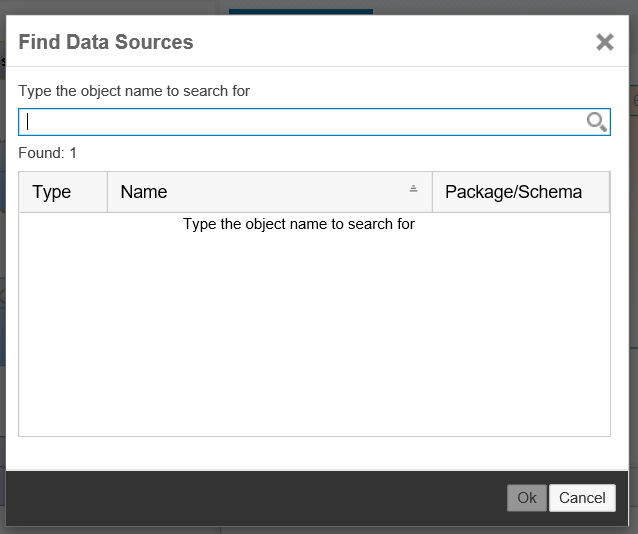 Find Data Sources
Type the object name to search for
Found: 1
Type Name Package/Schema
Type the object name to search for
Ok Cancel